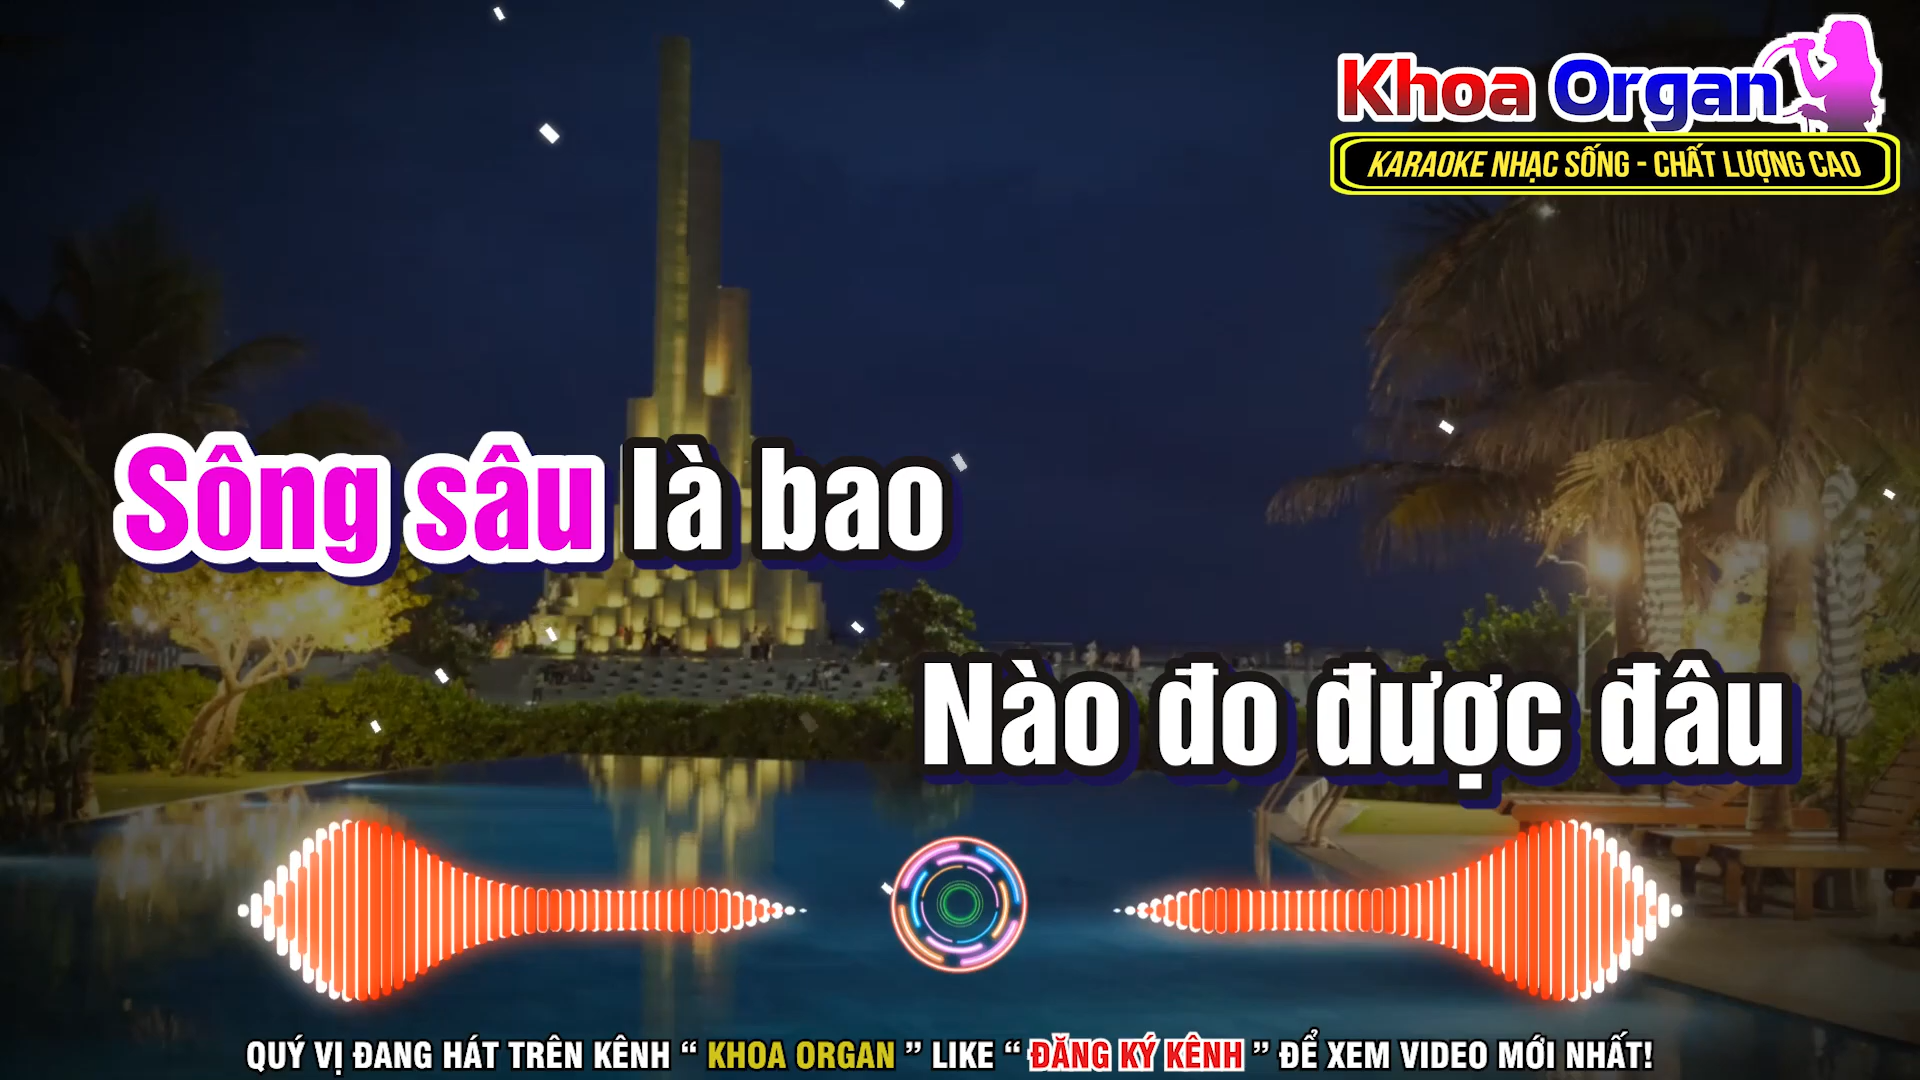 Khoa Organ
KARAOKE NHẠC SỐNG - CHẤT LƯỢNG CAO
Sông sâu là bao
Nào đo được đâu
QUÝ VỊ ĐANG HÁT TRÊN KÊNH “ KHOA ORGAN ” LIKE “ ĐĂNG KÝ KÊNH ” ĐỂ XEM VIDEO MỚI NHẤT!